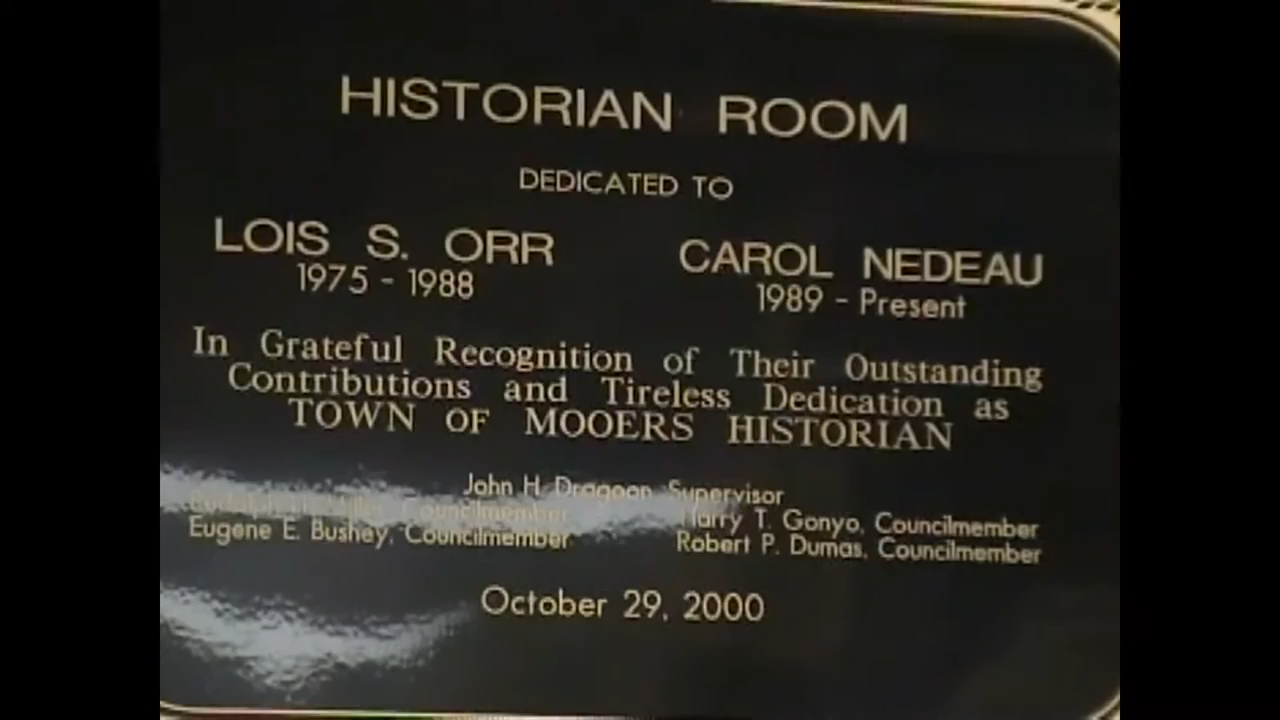 HISTORIAN ROOM
DEDICATED TO
LOIS S. ORR CAROL NEDEAU
1975 - 1988 1989 - Present
In Grateful Recognition of Their Outstanding
Contributions and Tireless Dedication as
TOWN OF MOOERS HISTORIAN
John H. Dragoon, Supervisor
Councilmember Harry T. Gonyo, Councilmember
Eugene E. Bushey, Councilmember Robert P. Dumas, Councilmember
October 29, 2000